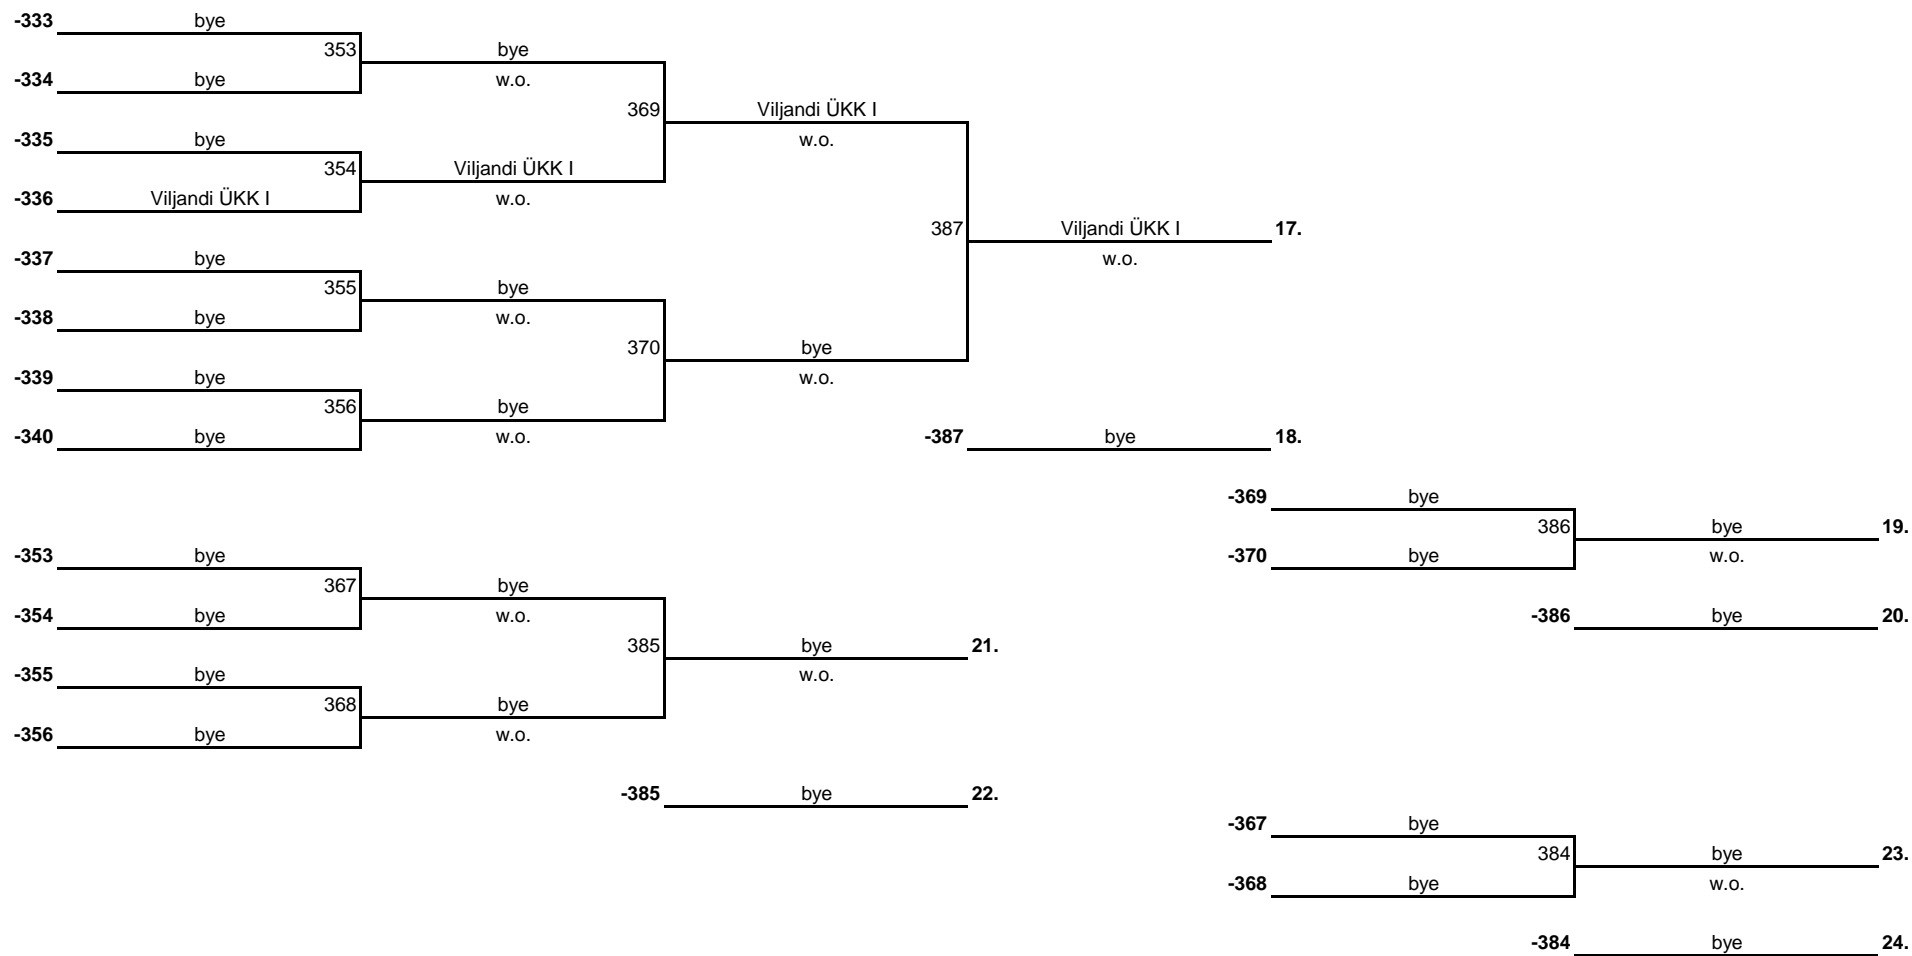 -333 bye
353 bye
-334 bye w.o.
369 Viljandi ÜKK I
-335 bye w.o.
354 Viljandi ÜKK I
-336 Viljandi ÜKK I w.o.
387 Viljandi ÜKK I 17.
-337 bye w.o.
355 bye
-338 bye w.o.
370 bye
-339 bye w.o.
356 bye
-340 bye w.o. -387 bye 18.
-369 bye
386 bye 19.
-353 bye -370 bye w.o.
367 bye
-354 bye w.o. -386 bye 20.
385 bye 21.
-355 bye w.o.
368 bye
-356 bye w.o.
-385 bye 22.
-367 bye
384 bye 23.
-368 bye w.o.
-384 bye 24.